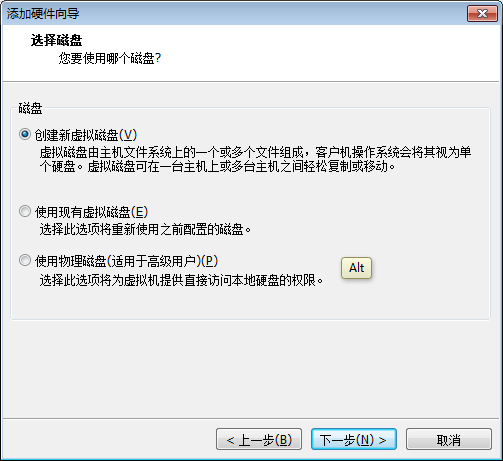 添加硬件向导
选择磁盘
您要使用哪个磁盘?
磁盘
创建新虚拟磁盘(V)
虚拟磁盘由主机文件系统上的一个或多个文件组成，客户机操作系统会将其视为单
个硬盘。虚拟磁盘可在一台主机上或多台主机之间轻松复制或移动。
使用现有虚拟磁盘(E)
选择此选项将重新使用之前配置的磁盘。
使用物理磁盘(适用于高级用户)(P)
Alt
选择此选项将为虚拟机提供直接访问本地硬盘的权限。
< 上一步(B) 下一步(N) > 取消